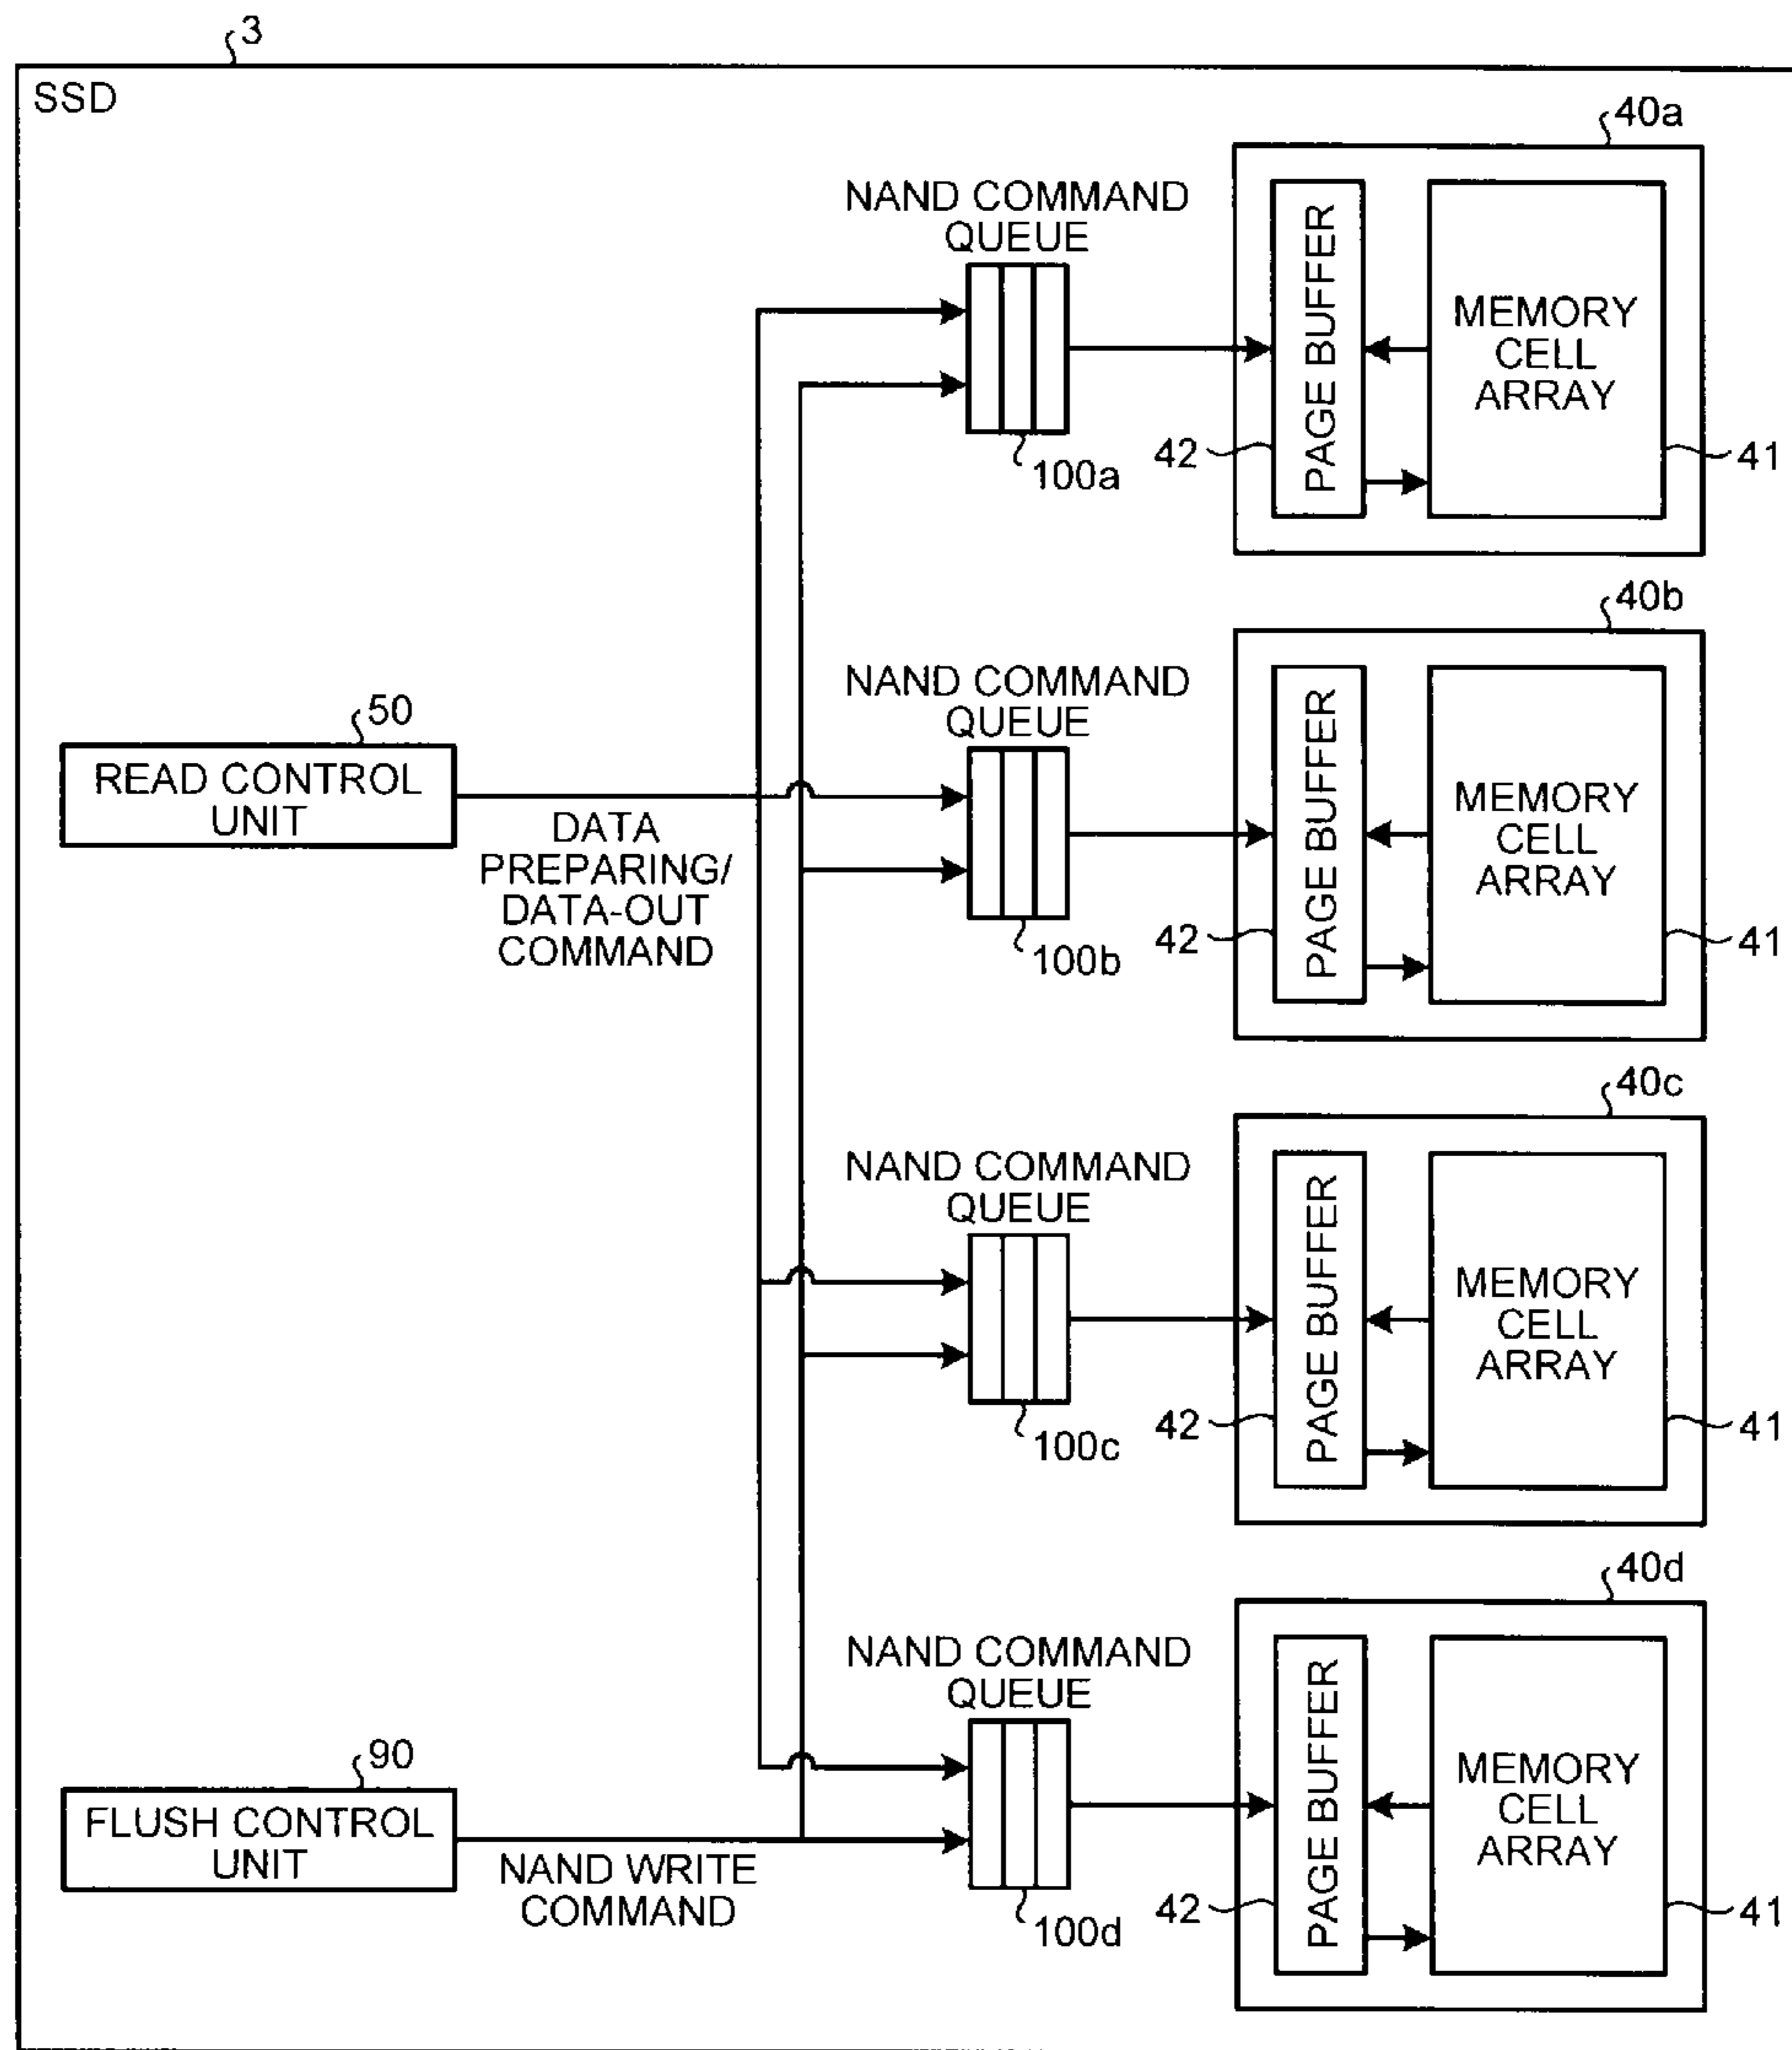 3
SSD
40a
NAND COMMAND
QUEUE
PAGE BUFFER
MEMORY
CELL
ARRAY
42
41
100a
40b
NAND COMMAND
QUEUE
50
READ CONTROL
UNIT
PAGE BUFFER
MEMORY
CELL
ARRAY
DATA
PREPARING/
DATA-OUT
COMMAND
42
41
100b
40c
NAND COMMAND
QUEUE
PAGE BUFFER
MEMORY
CELL
ARRAY
42
41
100c
40d
NAND COMMAND
QUEUE
PAGE BUFFER
MEMORY
CELL
ARRAY
90
FLUSH CONTROL
UNIT
NAND WRITE
COMMAND
42
41
100d